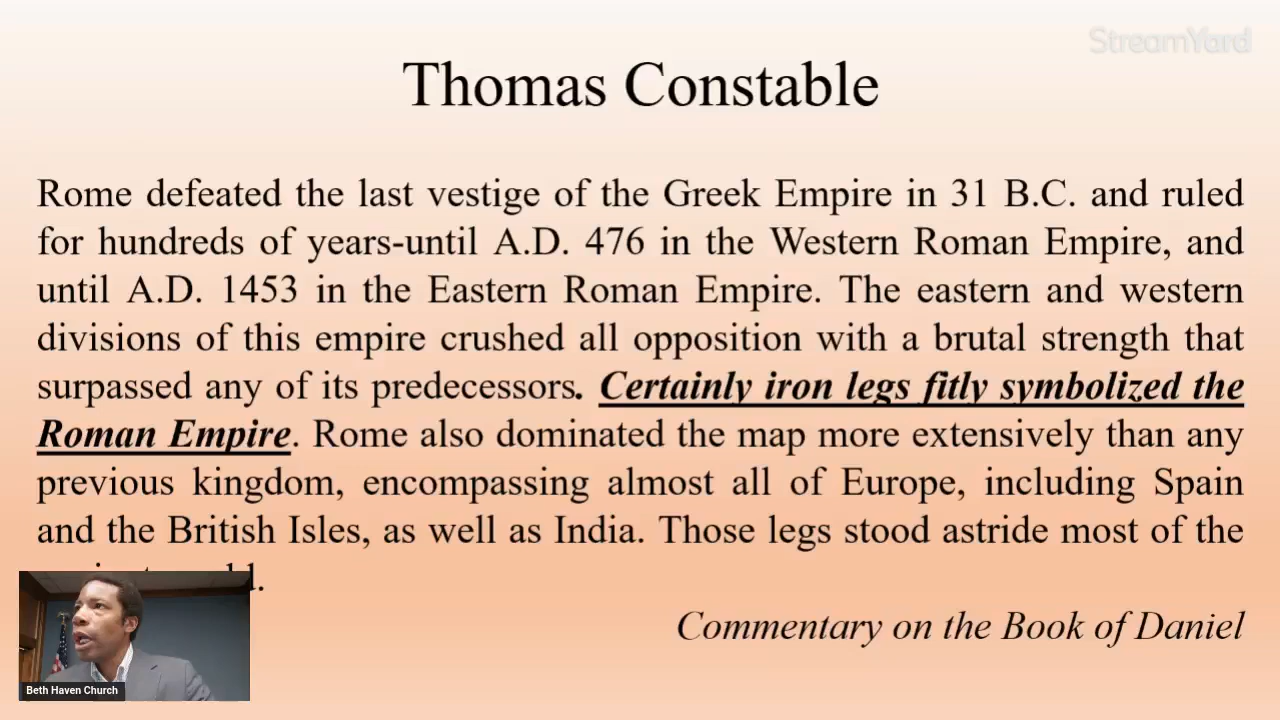 StreamYard
Thomas Constable
Rome defeated the last vestige of the Greek Empire in 31 B.C. and ruled
for hundreds of years-until A.D. 476 in the Western Roman Empire, and
until A.D. 1453 in the Eastern Roman Empire. The eastern and western
divisions of this empire crushed all opposition with a brutal strength that
surpassed any of its predecessors. Certainly iron legs fitly symbolized the
Roman Empire. Rome also dominated the map more extensively than any
previous kingdom, encompassing almost all of Europe, including Spain
and the British Isles, as well as India. Those legs stood astride most of the
Commentary on the Book of Daniel
Beth Haven Church